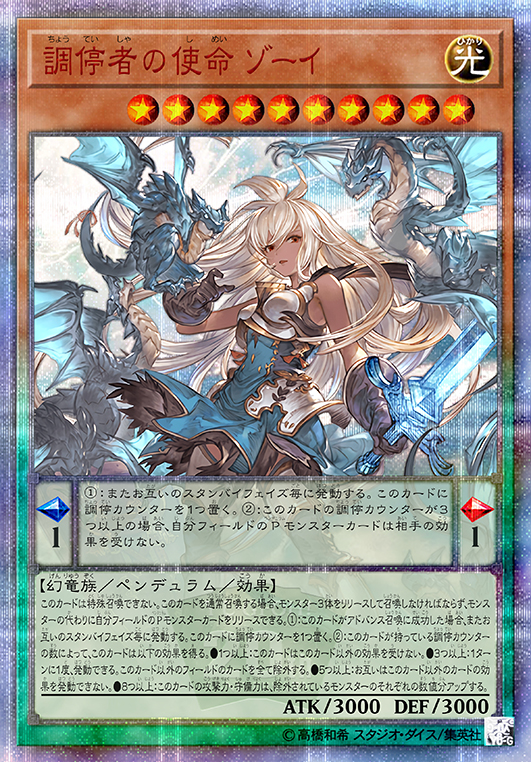 ちょう てい しゃ し めい
調停者の使命 ゾーイ
ひかり
光
①：またお互いのスタンバイフェイズ毎に発動する。このカードに
調停カウンターを1つ置く。②：このカードの調停カウンターが3
つ以上の場合、自分フィールドのＰモンスターカードは相手の効
果を受けない。
1
1
げんりゅう ぞく こう か
【幻竜族／ペンデュラム／効果】
このカードは特殊召喚できない。このカードを通常召喚する場合、モンスター3体をリリースして召喚しなければならず、モンス
ターの代わりに自分フィールドのＰモンスターカードをリリースできる。①：このカードがアドバンス召喚に成功した場合、またお
互いのスタンバイフェイズ毎に発動する。このカードに調停カウンターを1つ置く。②：このカードが持っている調停カウンター
の数によって、このカードは以下の効果を得る。●1つ以上：このカードはこのカード以外の効果を受けない。●3つ以上：1ター
ンに1度、発動できる。このカード以外のフィールドのカードを全て除外する。●5つ以上：お互いはこのカード以外のカードの効
果を発動できない。●8つ以上：このカードの攻撃力・守備力は、除外されているモンスターのそれぞれの数値分アップする。
ATK/3000 DEF/3000
©高橋和希 スタジオ・ダイス/集英社